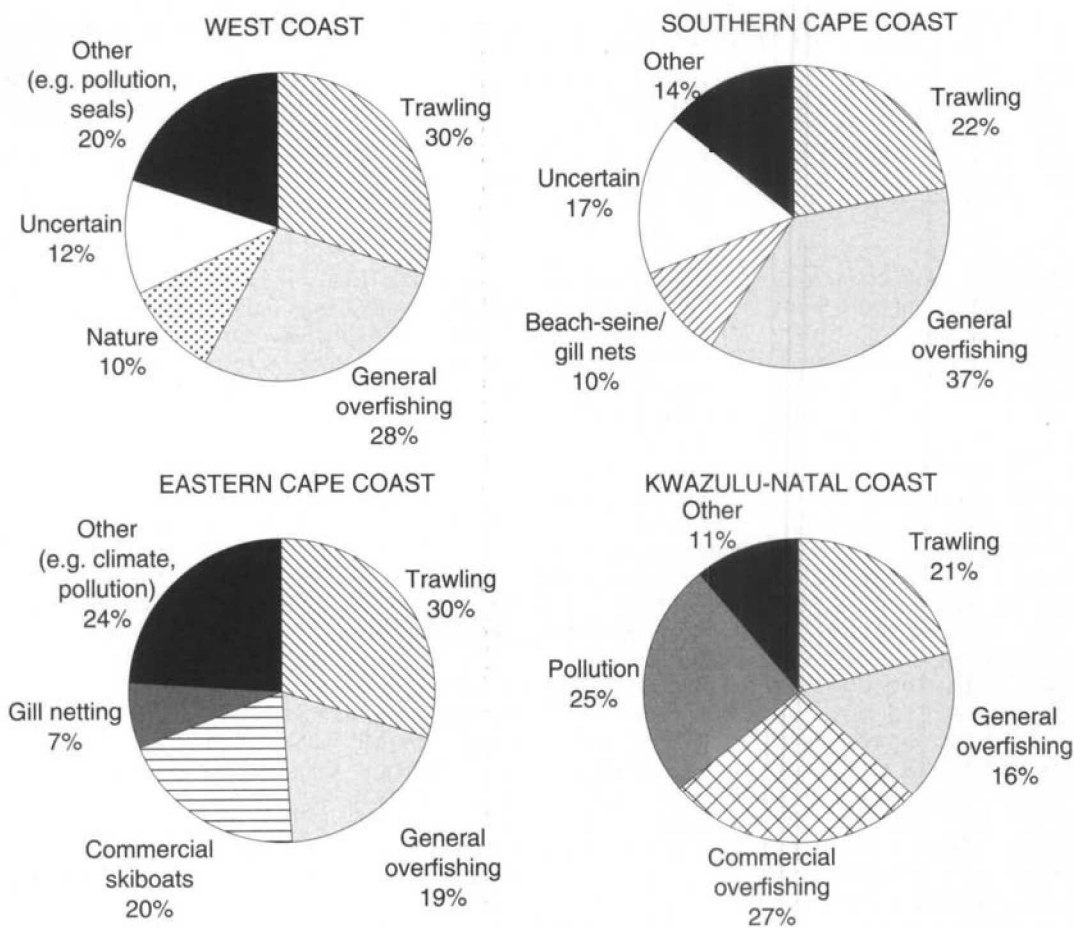 WEST COAST
Other
(e.g. pollution,
seals)
20%
Trawling
30%
Uncertain
12%
Nature
10%
General
overfishing
28%
SOUTHERN CAPE COAST
Other
14%
Trawling
22%
Uncertain
17%
Beach-seine/
gill nets
10%
General
overfishing
37%
EASTERN CAPE COAST
Other
(e.g. climate,
pollution)
24%
Trawling
30%
Gill netting
7%
Commercial
skiboats
20%
General
overfishing
19%
KWAZULU-NATAL COAST
Other
11%
Trawling
21%
Pollution
25%
General
overfishing
16%
Commercial
overfishing
27%